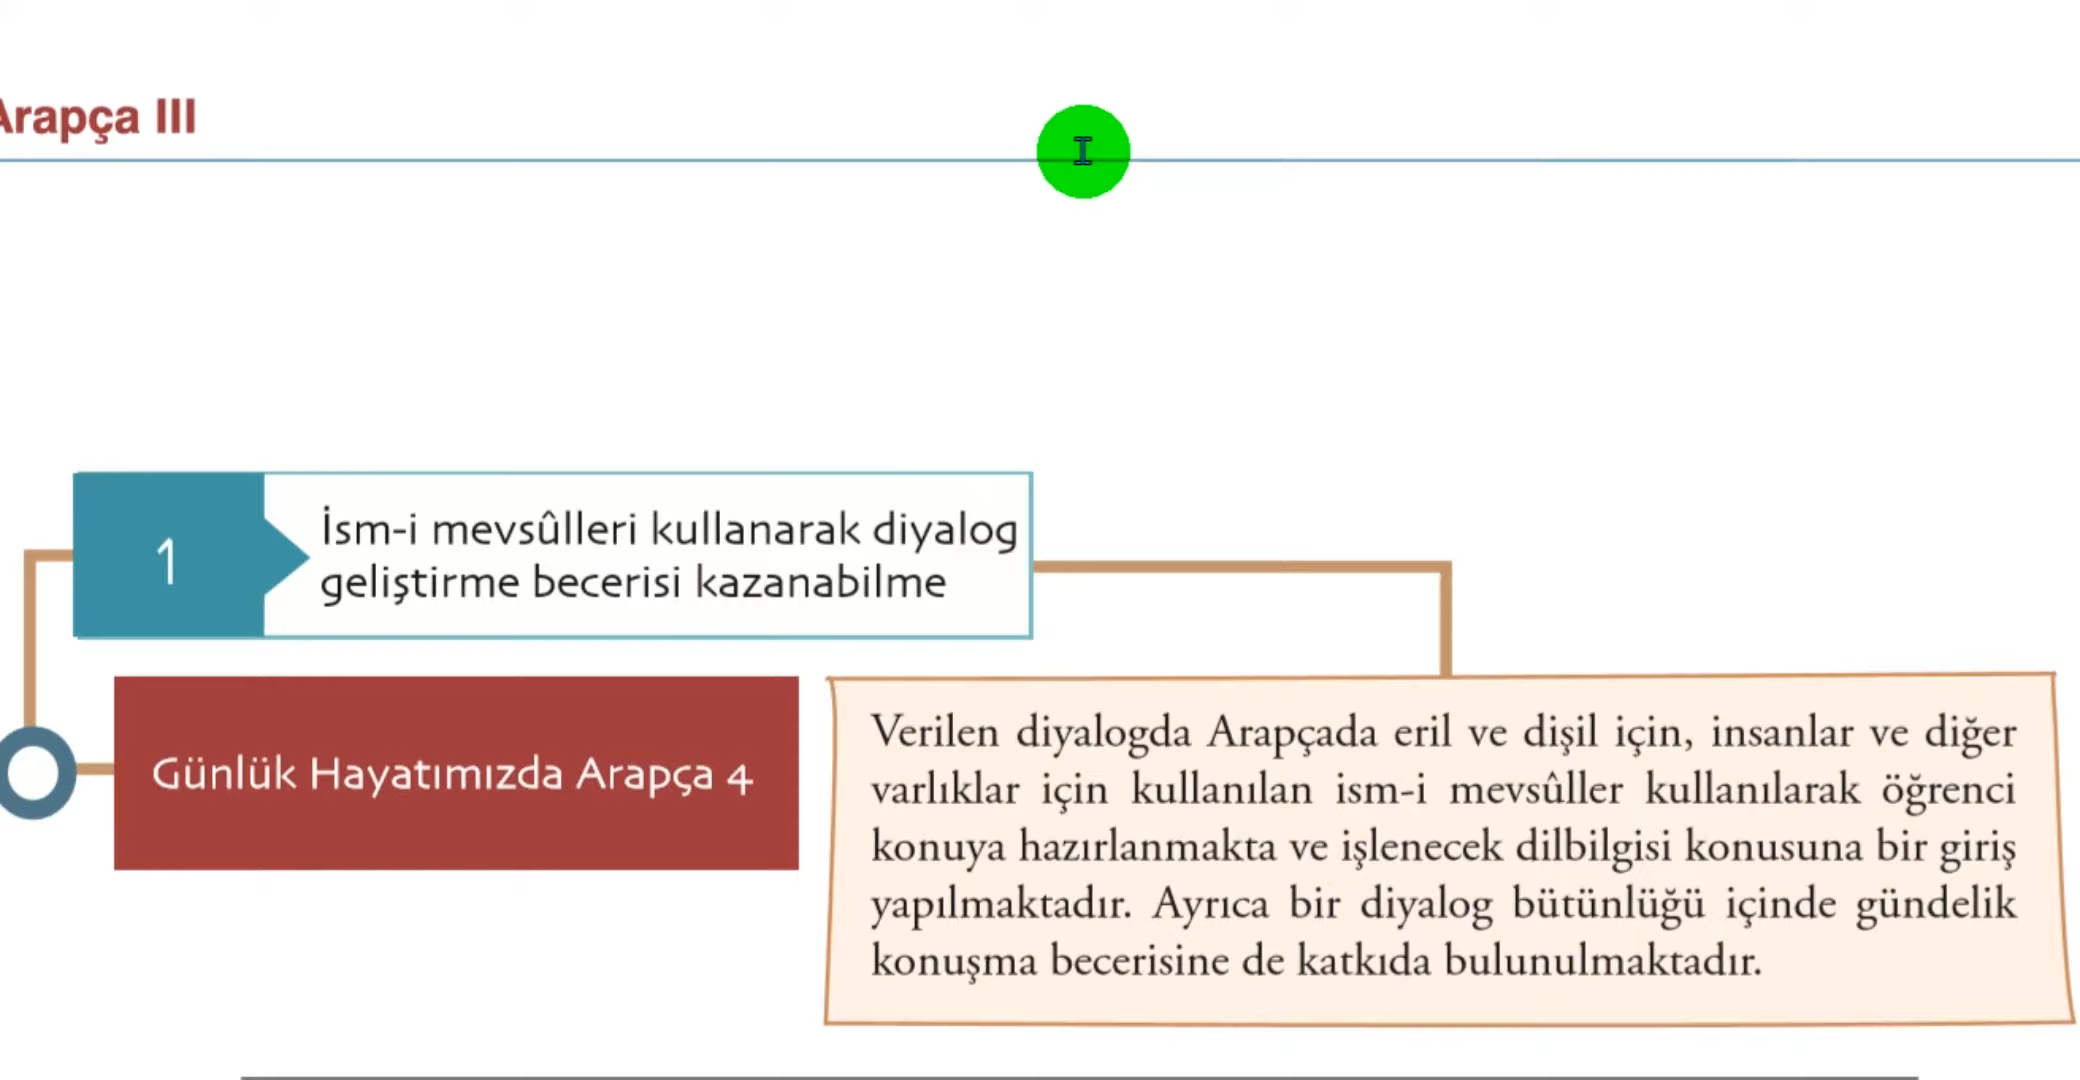 Arapça III
1
İsm-i mevsûlleri kullanarak diyalog
geliştirme becerisi kazanabilme
Günlük Hayatımızda Arapça 4
Verilen diyalogda Arapçada eril ve dişil için, insanlar ve diğer
varlıklar için kullanılan ism-i mevsûller kullanılarak öğrenci
konuya hazırlanmakta ve işlenecek dilbilgisi konusuna bir giriş
yapılmaktadır. Ayrıca bir diyalog bütünlüğü içinde gündelik
konuşma becerisine de katkıda bulunulmaktadır.